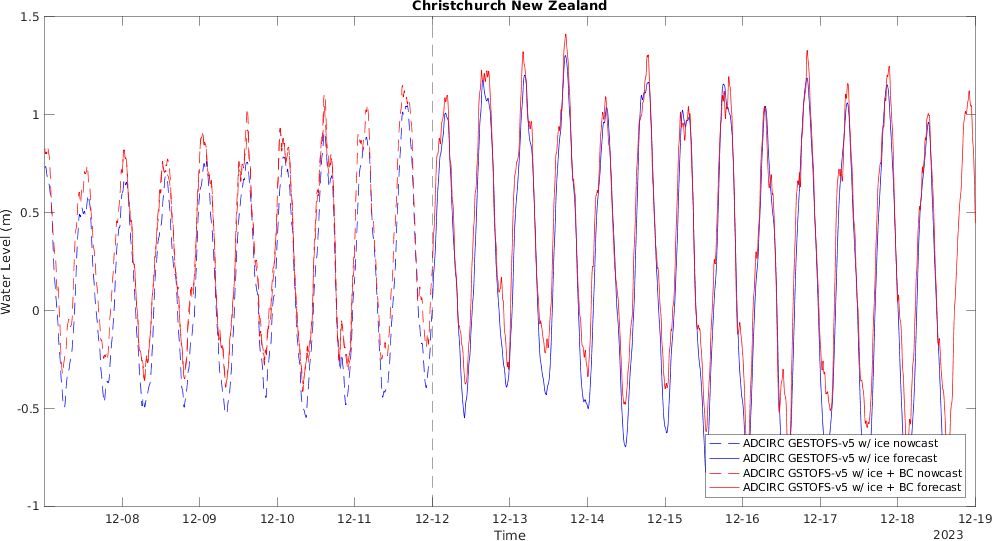 Christchurch New Zealand
1.5
1
0.5
0
-0.5
-1
Water Level (m)
12-08
12-09
12-10
12-11
12-12
12-13
12-14
12-15
12-16
12-17
12-18
12-19
Time
2023
ADCIRC GESTOFS-v5 w/ ice nowcast
ADCIRC GESTOFS-v5 w/ ice forecast
ADCIRC GSTOFS-v5 w/ ice + BC nowcast
ADCIRC GSTOFS-v5 w/ ice + BC forecast